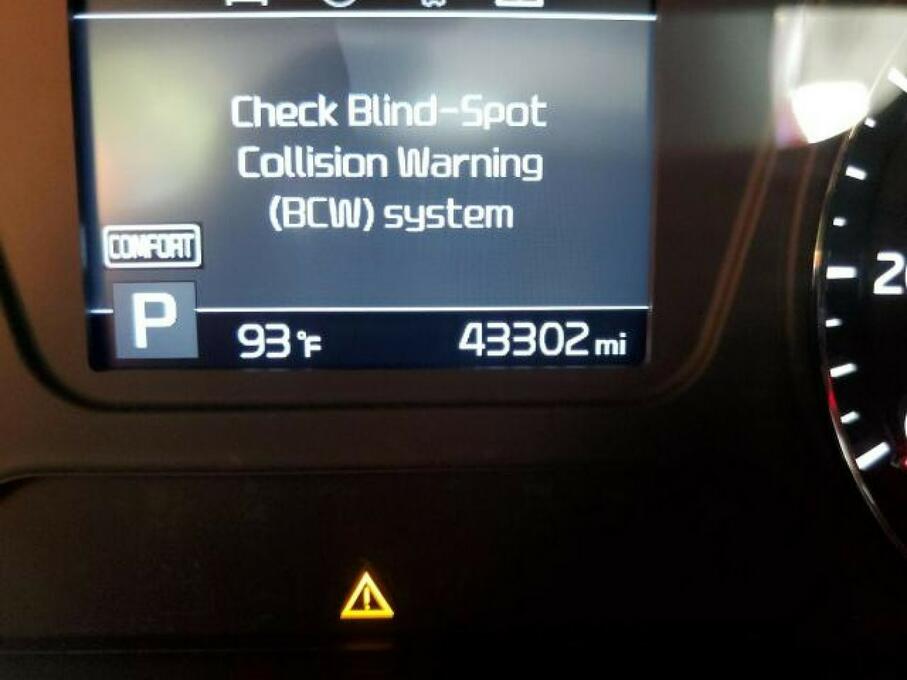 Check Blind-Spot
Collision Warning
(BCW) system
COMFORT
P
93°F
43302 mi